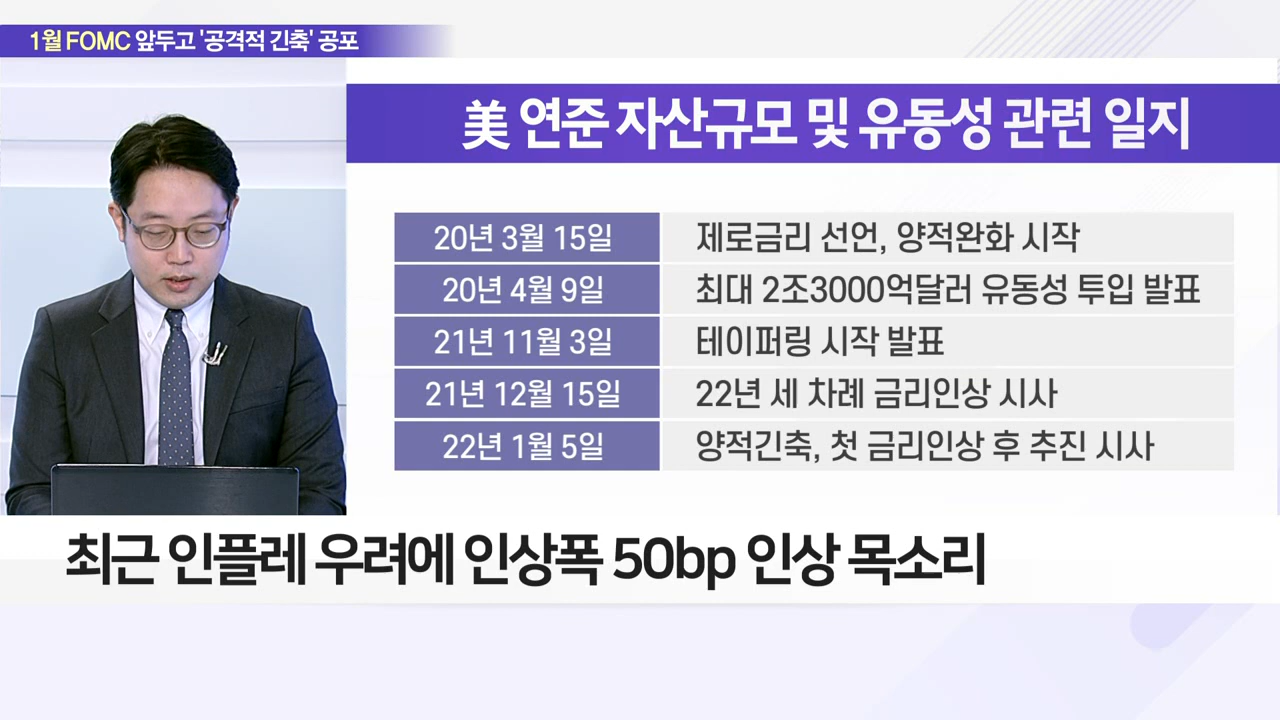 1월 FOMC 앞두고 '공격적 긴축' 공포
美 연준 자산규모 및 유동성 관련 일지
20년 3월 15일 제로금리 선언, 양적완화 시작
20년 4월 9일 최대 2조3000억달러 유동성 투입 발표
21년 11월 3일 테이퍼링 시작 발표
21년 12월 15일 22년 세 차례 금리인상 시사
22년 1월 5일 양적긴축, 첫 금리인상 후 추진 시사
최근 인플레 우려에 인상폭 50bp 인상 목소리